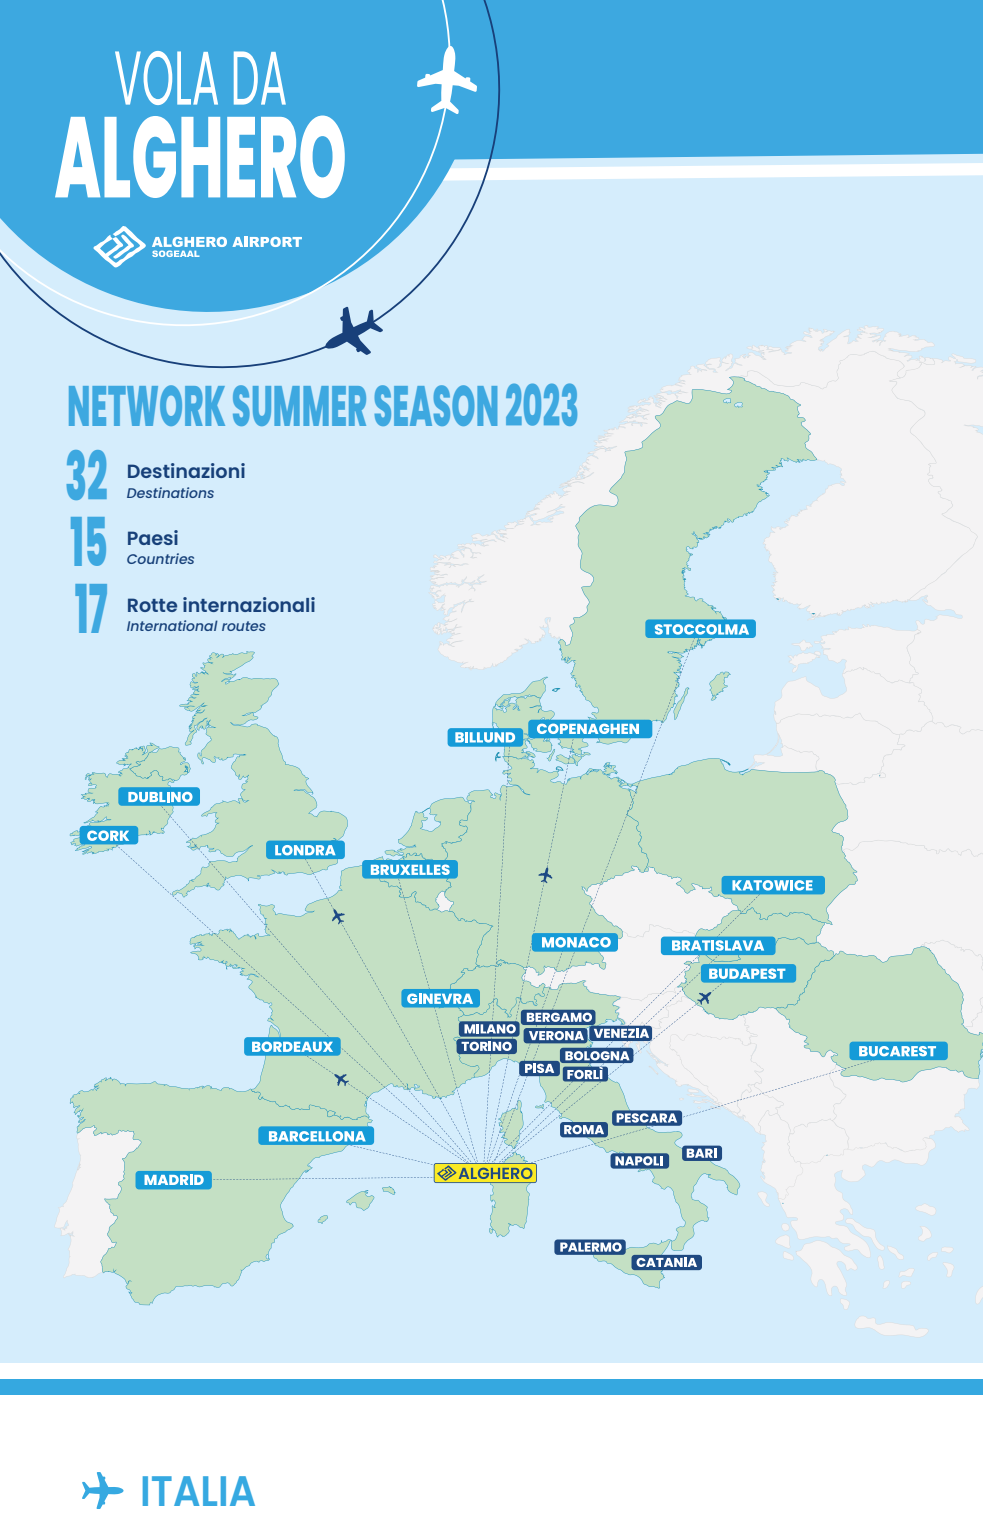 VOLA DA
ALGHERO
ALGHERO AIRPORT
SOGEAAL
NETWORK SUMMER SEASON 2023
32 Destinazioni
Destinations
15 Paesi
Countries
17 Rotte internazionali
International routes
STOCCOLMA
COPENAGHEN
BILLUND
DUBLINO
CORK
LONDRA
BRUXELLES
KATOWICE
MONACO
BRATISLAVA
BUDAPEST
GINEVRA
BERGAMO
MILANO
VERONA
VENEZIA
TORINO
BORDEAUX
BOLOGNA
BUCAREST
PISA
FORLÌ
PESCARA
ROMA
BARCELLONA
BARI
NAPOLI
ALGHERO
MADRID
PALERMO
CATANIA
ITALIA